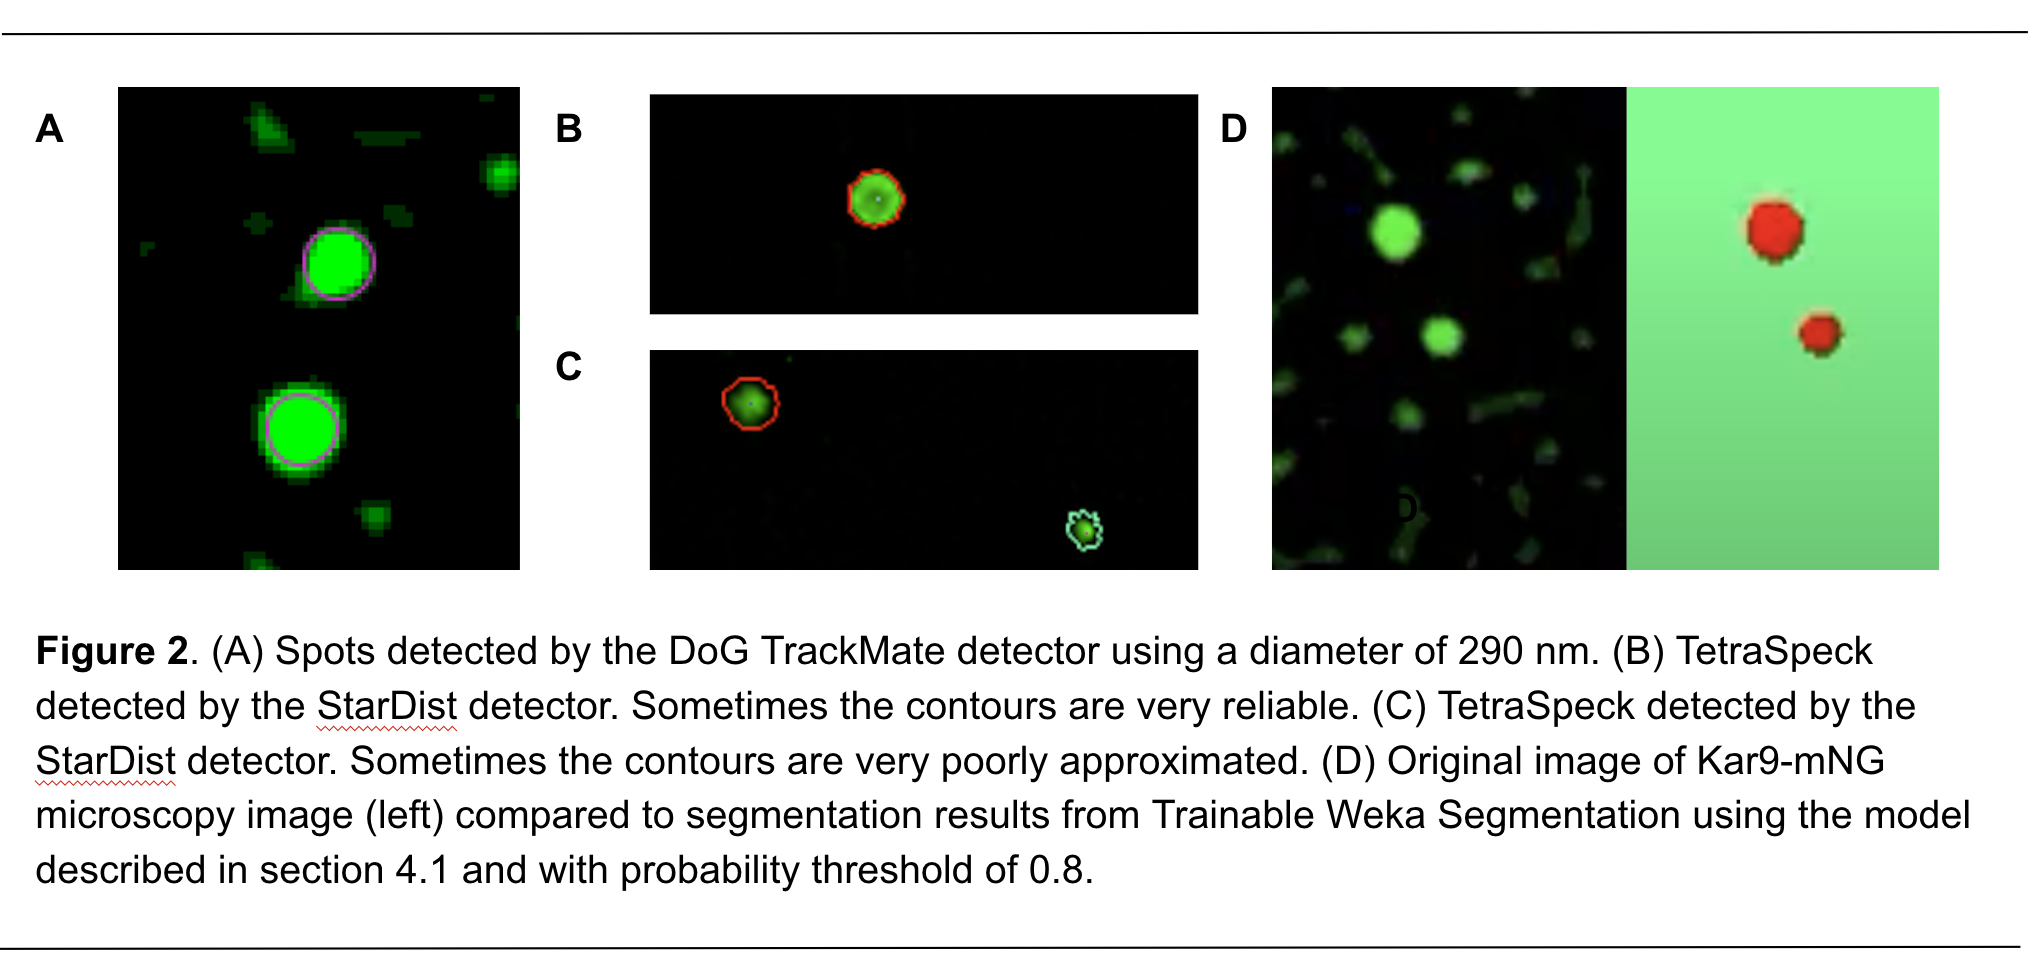 A
B
D
C
D
Figure 2. (A) Spots detected by the DoG TrackMate detector using a diameter of 290 nm. (B) TetraSpeck
detected by the StarDist detector. Sometimes the contours are very reliable. (C) TetraSpeck detected by the
StarDist detector. Sometimes the contours are very poorly approximated. (D) Original image of Kar9-mNG
microscopy image (left) compared to segmentation results from Trainable Weka Segmentation using the model
described in section 4.1 and with probability threshold of 0.8.